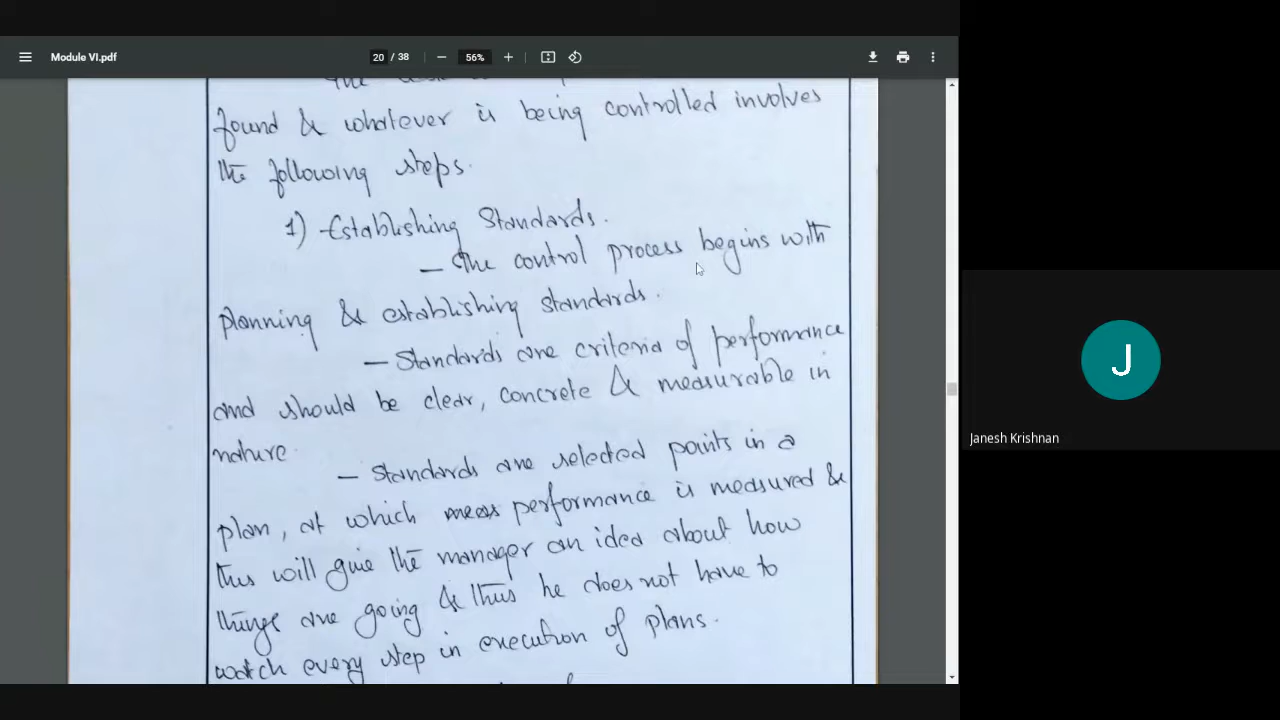 Module VI.pdf
20 / 38
56%
found & whatever is being controlled involves
the following steps.
1) Establishing Standards.
- The control process begins with
planning & establishing standards.
- Standards are criteria of performance
and should be clear, concrete & measurable in
nature.
- Standards are selected points in a
plan, at which performance is measured &
this will give the manager an idea about how
things are going & thus he does not have to
watch every step in execution of plans.
J
Janesh Krishnan